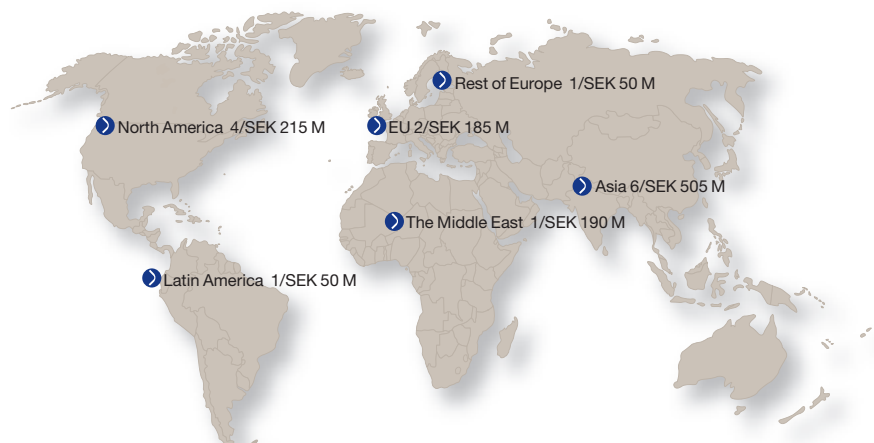 Rest of Europe 1/SEK 50 M
North America 4/SEK 215 M
EU 2/SEK 185 M
Asia 6/SEK 505 M
The Middle East 1/SEK 190 M
Latin America 1/SEK 50 M